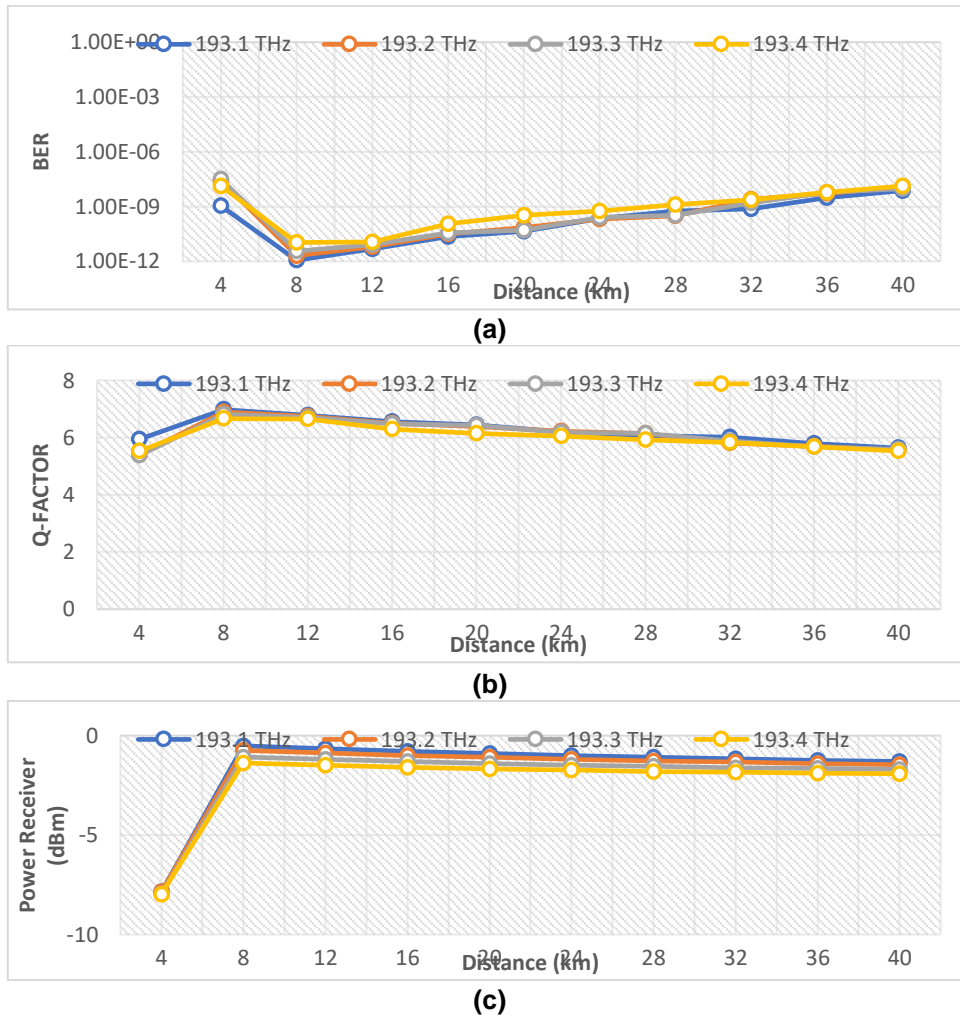 193.1 THz 193.2 THz 193.3 THz 193.4 THz
1.00E+00
1.00E-03
1.00E-06
1.00E-09
1.00E-12
BER
4 8 12 16 20 24 28 32 36 40
Distance (km)
(a)
193.1 THz 193.2 THz 193.3 THz 193.4 THz
8
6
4
2
0
Q-FACTOR
4 8 12 16 20 24 28 32 36 40
Distance (km)
(b)
193.1 THz 193.2 THz 193.3 THz 193.4 THz
0
-5
-10
Power Receiver
(dBm)
4 8 12 16 20 24 28 32 36 40
Distance (km)
(c)